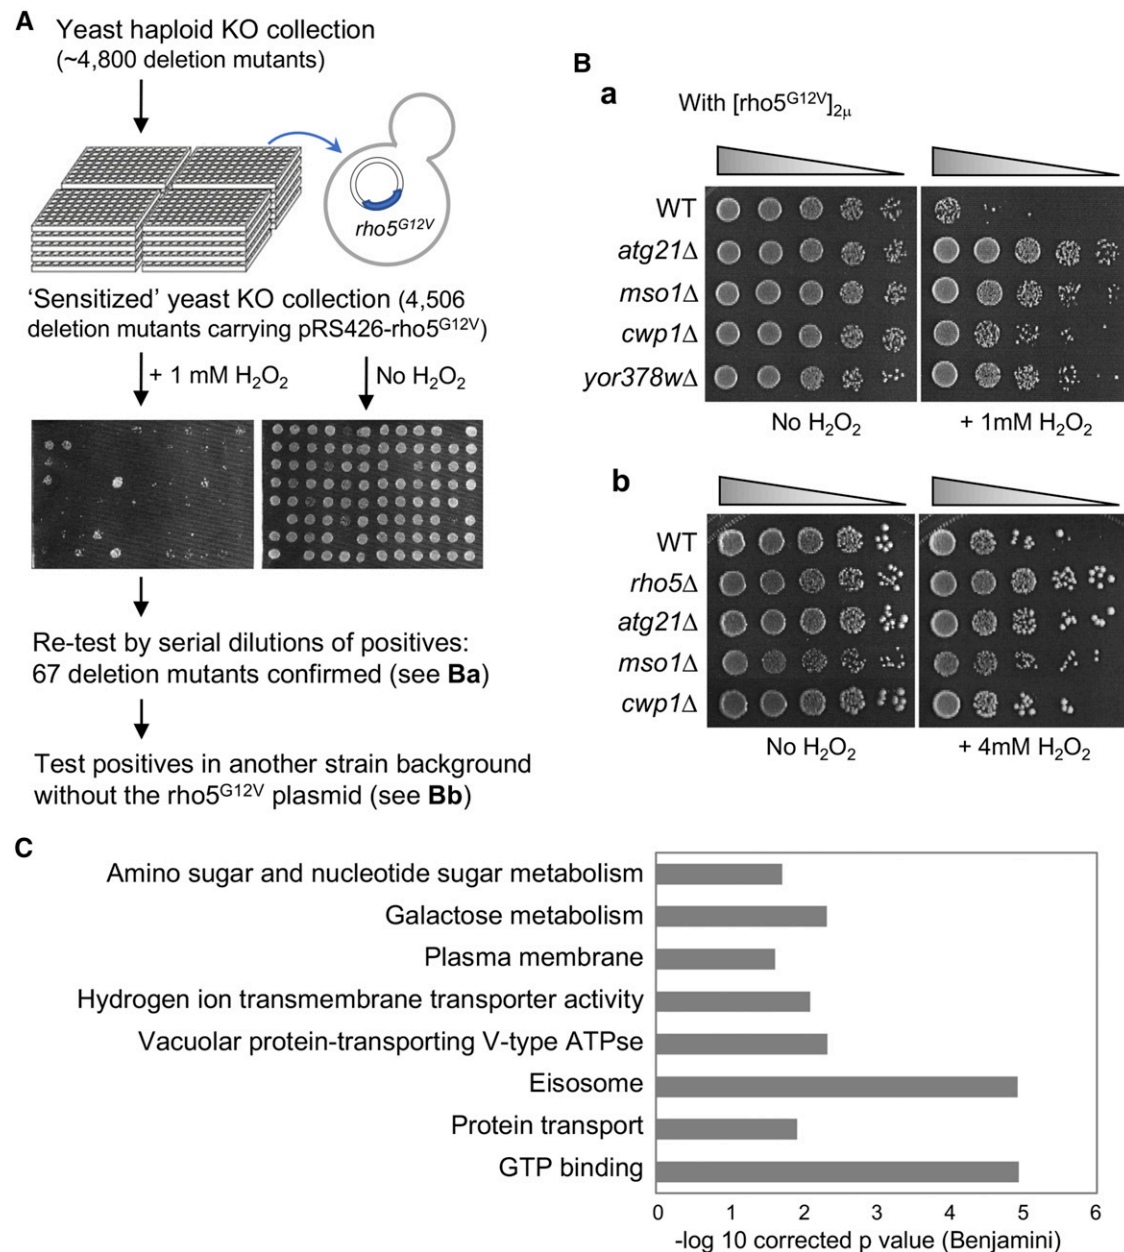 A
Yeast haploid KO collection
(~4,800 deletion mutants)
rho5G12V
'Sensitized' yeast KO collection (4,506
deletion mutants carrying pRS426-rho5G12V)
+ 1 mM H2O2
No H2O2
Re-test by serial dilutions of positives:
67 deletion mutants confirmed (see Ba)
Test positives in another strain background
without the rho5G12V plasmid (see Bb)
B
a
With [rho5G12V]2μ
WT
atg21Δ
mso1Δ
cwp1Δ
yor378wΔ
No H2O2
+ 1mM H2O2
b
WT
rho5Δ
atg21Δ
mso1Δ
cwp1Δ
No H2O2
+ 4mM H2O2
C
Amino sugar and nucleotide sugar metabolism
Galactose metabolism
Plasma membrane
Hydrogen ion transmembrane transporter activity
Vacuolar protein-transporting V-type ATPse
Eisosome
Protein transport
GTP binding
0 1 2 3 4 5 6
-log 10 corrected p value (Benjamini)